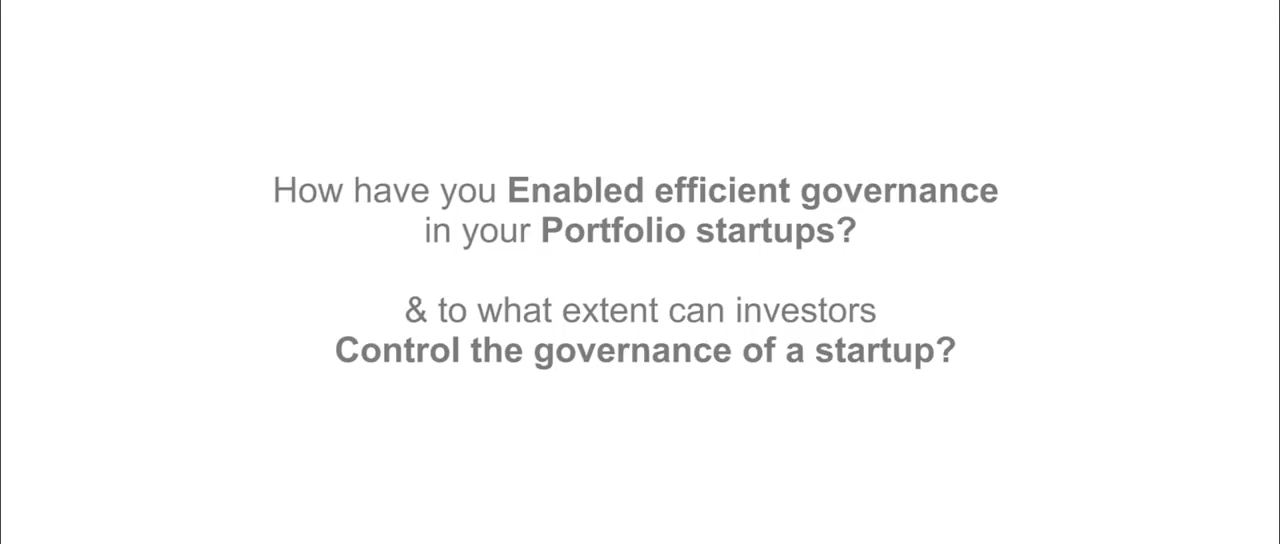 How have you Enabled efficient governance
in your Portfolio startups?
& to what extent can investors
Control the governance of a startup?